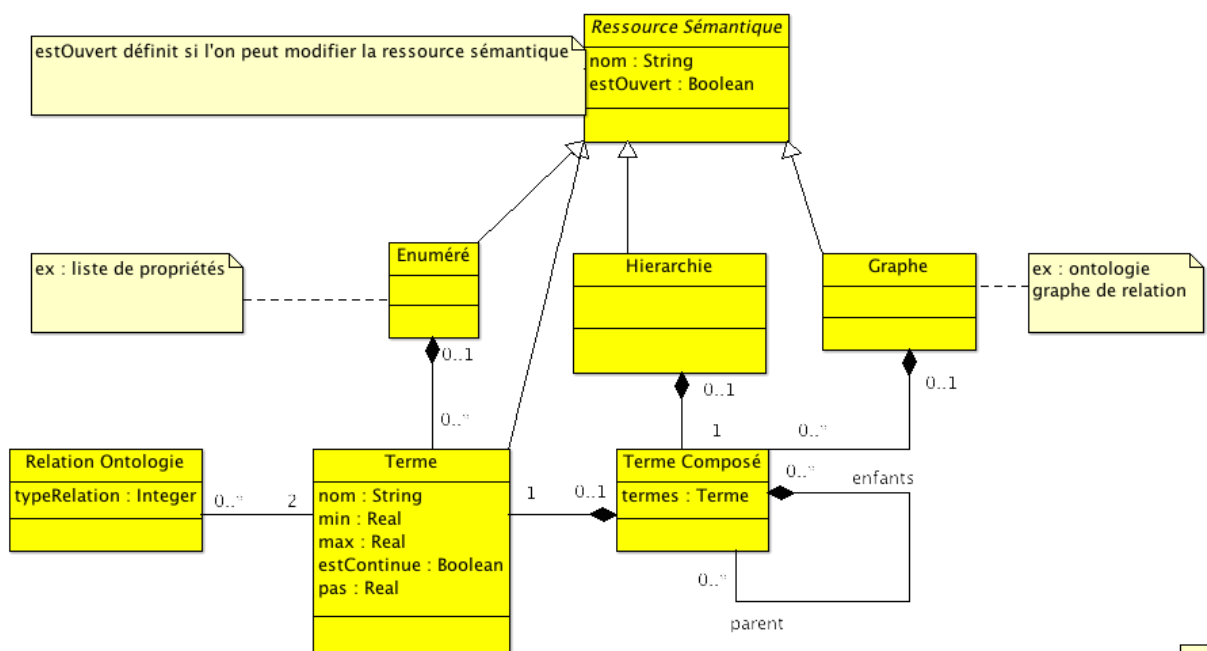 Ressource Sémantique
estOuvert définit si l'on peut modifier la ressource sémantique
nom : String
estOuvert : Boolean
ex : liste de propriétés
Enuméré
Hierarchie
Graphe
ex : ontologie
graphe de relation
0..1
0..1
0..1
0..*
1
0..*
Relation Ontologie
typeRelation : Integer
0..*
2
Terme
nom : String
min : Real
max : Real
estContinue : Boolean
pas : Real
1
0..1
Terme Composé
termes : Terme
0..*
enfants
0..*
parent